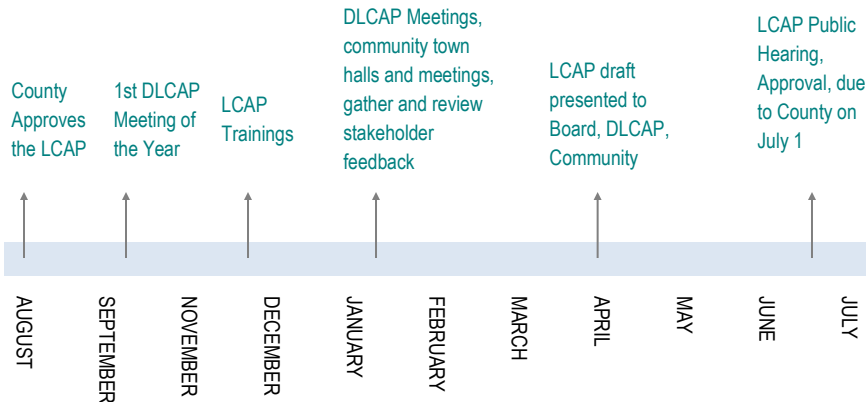 County
Approves
the LCAP
1st DLCAP
Meeting of
the Year
LCAP
Trainings
DLCAP Meetings,
community town
halls and meetings,
gather and review
stakeholder
feedback
LCAP draft
presented to
Board, DLCAP,
Community
LCAP Public
Hearing,
Approval, due
to County on
July 1
AUGUST
SEPTEMBER
NOVEMBER
DECEMBER
JANUARY
FEBRUARY
MARCH
APRIL
MAY
JUNE
JULY